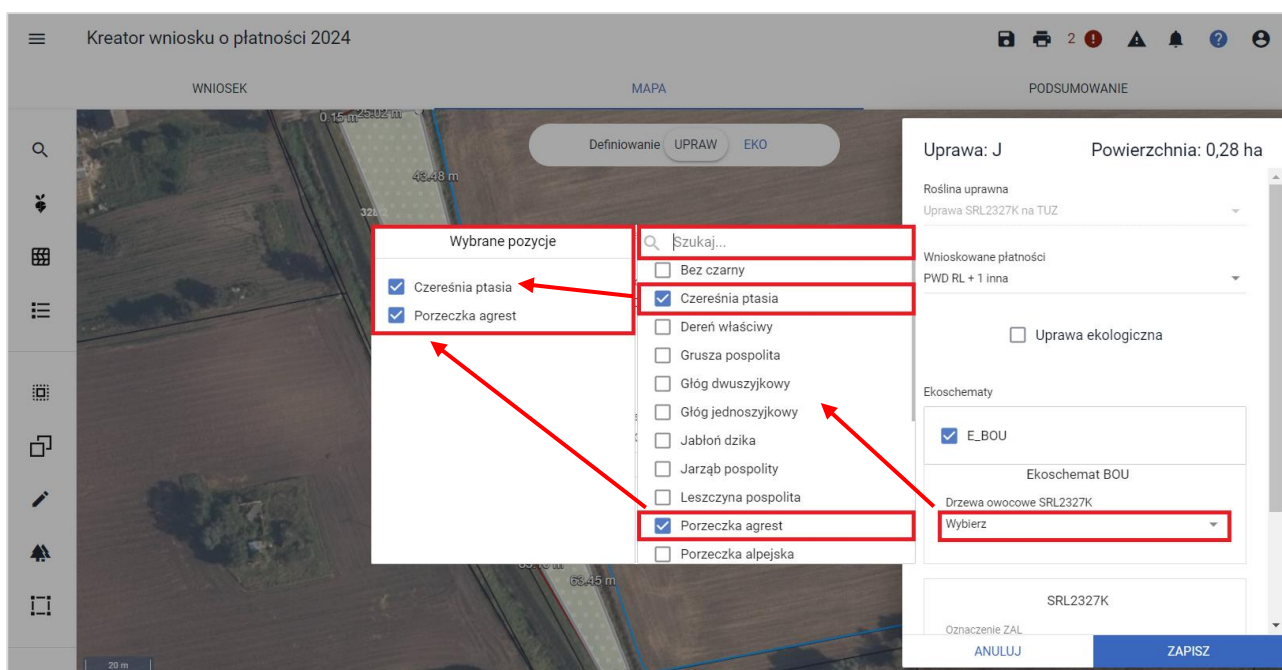 Kreator wniosku o płatności 2024
2
WNIOSEK
MAPA
PODSUMOWANIE
0.15 m
25.02 m
43.48 m
Definiowanie UPRAW EKO
Uprawa: J
Powierzchnia: 0,28 ha
Roślina uprawna
Uprawa SRL2327K na TUZ
Wnioskowane płatności
PWD RL + 1 inna
Uprawa ekologiczna
Ekoschematy
E_BOU
Ekoschemat BOU
Drzewa owocowe SRL2327K
Wybierz
SRL2327K
Oznaczenie ZAL
ANULUJ
ZAPISZ
Wybrane pozycje
Czereśnia ptasia
Porzeczka agrest
Szukaj...
Bez czarny
Czereśnia ptasia
Dereń właściwy
Grusza pospolita
Głóg dwuszyjkowy
Głóg jednoszyjkowy
Jabłoń dzika
Jarząb pospolity
Leszczyna pospolita
Porzeczka agrest
Porzeczka alpejska
63.45 m
20 m